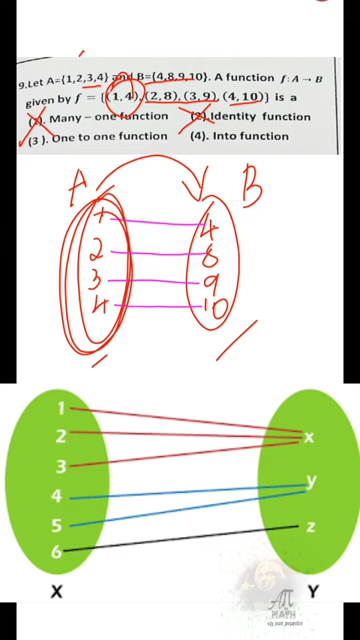 9.Let A={1,2,3,4} and B={4,8,9,10}. A function f: A → B
given by f = {(1,4),(2,8),(3,9),(4,10)} is a
(1). Many – one function (2).Identity function
(3 ). One to one function (4). Into function
A B
1 4
2 8
3 9
4 10
1
2 x
3
4 y
5
6 z
X Y